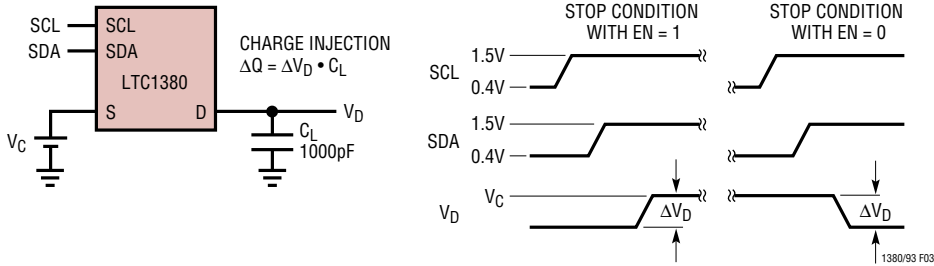 SCL
SDA
SCL
SDA
LTC1380
S
D
V_C
CHARGE INJECTION
ΔQ = ΔV_D • C_L
V_D
C_L
1000pF
STOP CONDITION
WITH EN = 1
STOP CONDITION
WITH EN = 0
SCL
1.5V
0.4V
SDA
1.5V
0.4V
V_D
V_C
ΔV_D
ΔV_D
1380/93 F03